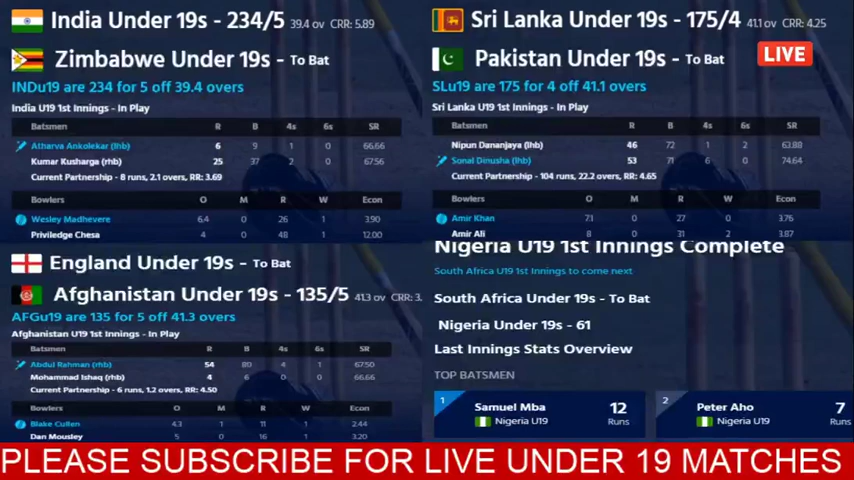 India Under 19s - 234/5 39.4 ov CRR: 5.89
Zimbabwe Under 19s - To Bat
INDu19 are 234 for 5 off 39.4 overs
India U19 1st Innings - In Play
Batsmen R B 4s 6s SR
Atharva Ankolekar (lhb) 6 9 1 0 66.66
Kumar Kusharga (rhb) 25 37 2 0 67.56
Current Partnership - 8 runs, 2.1 overs, RR: 3.69
Bowlers O M R W Econ
Wesley Madhevere 6.4 0 26 1 3.90
Priviledge Chesa 4 0 48 1 12.00
Sri Lanka Under 19s - 175/4 41.1 ov CRR: 4.25
Pakistan Under 19s - To Bat
LIVE
SLu19 are 175 for 4 off 41.1 overs
Sri Lanka U19 1st Innings - In Play
Batsmen R B 4s 6s SR
Nipun Dananjaya (lhb) 46 72 1 2 63.88
Sonal Dinusha (lhb) 53 71 6 0 74.64
Current Partnership - 104 runs, 22.2 overs, RR: 4.65
Bowlers O M R W Econ
Amir Khan 7.1 0 27 0 3.76
Amir Ali 8 0 31 2 3.87
England Under 19s - To Bat
Afghanistan Under 19s - 135/5 41.3 ov CRR: 3.
AFGu19 are 135 for 5 off 41.3 overs
Afghanistan U19 1st Innings - In Play
Batsmen R B 4s 6s SR
Abdul Rahman (rhb) 54 80 4 1 67.50
Mohammad Ishaq (rhb) 4 6 0 0 66.66
Current Partnership - 6 runs, 1.2 overs, RR: 4.50
Bowlers O M R W Econ
Blake Cullen 4.3 1 11 1 2.44
Dan Mousley 5 0 16 1 3.20
Nigeria U19 1st Innings Complete
South Africa U19 1st Innings to come next
South Africa Under 19s - To Bat
Nigeria Under 19s - 61
Last Innings Stats Overview
TOP BATSMEN
1 Samuel Mba 12
Nigeria U19 Runs
2 Peter Aho 7
Nigeria U19 Runs
PLEASE SUBSCRIBE FOR LIVE UNDER 19 MATCHES